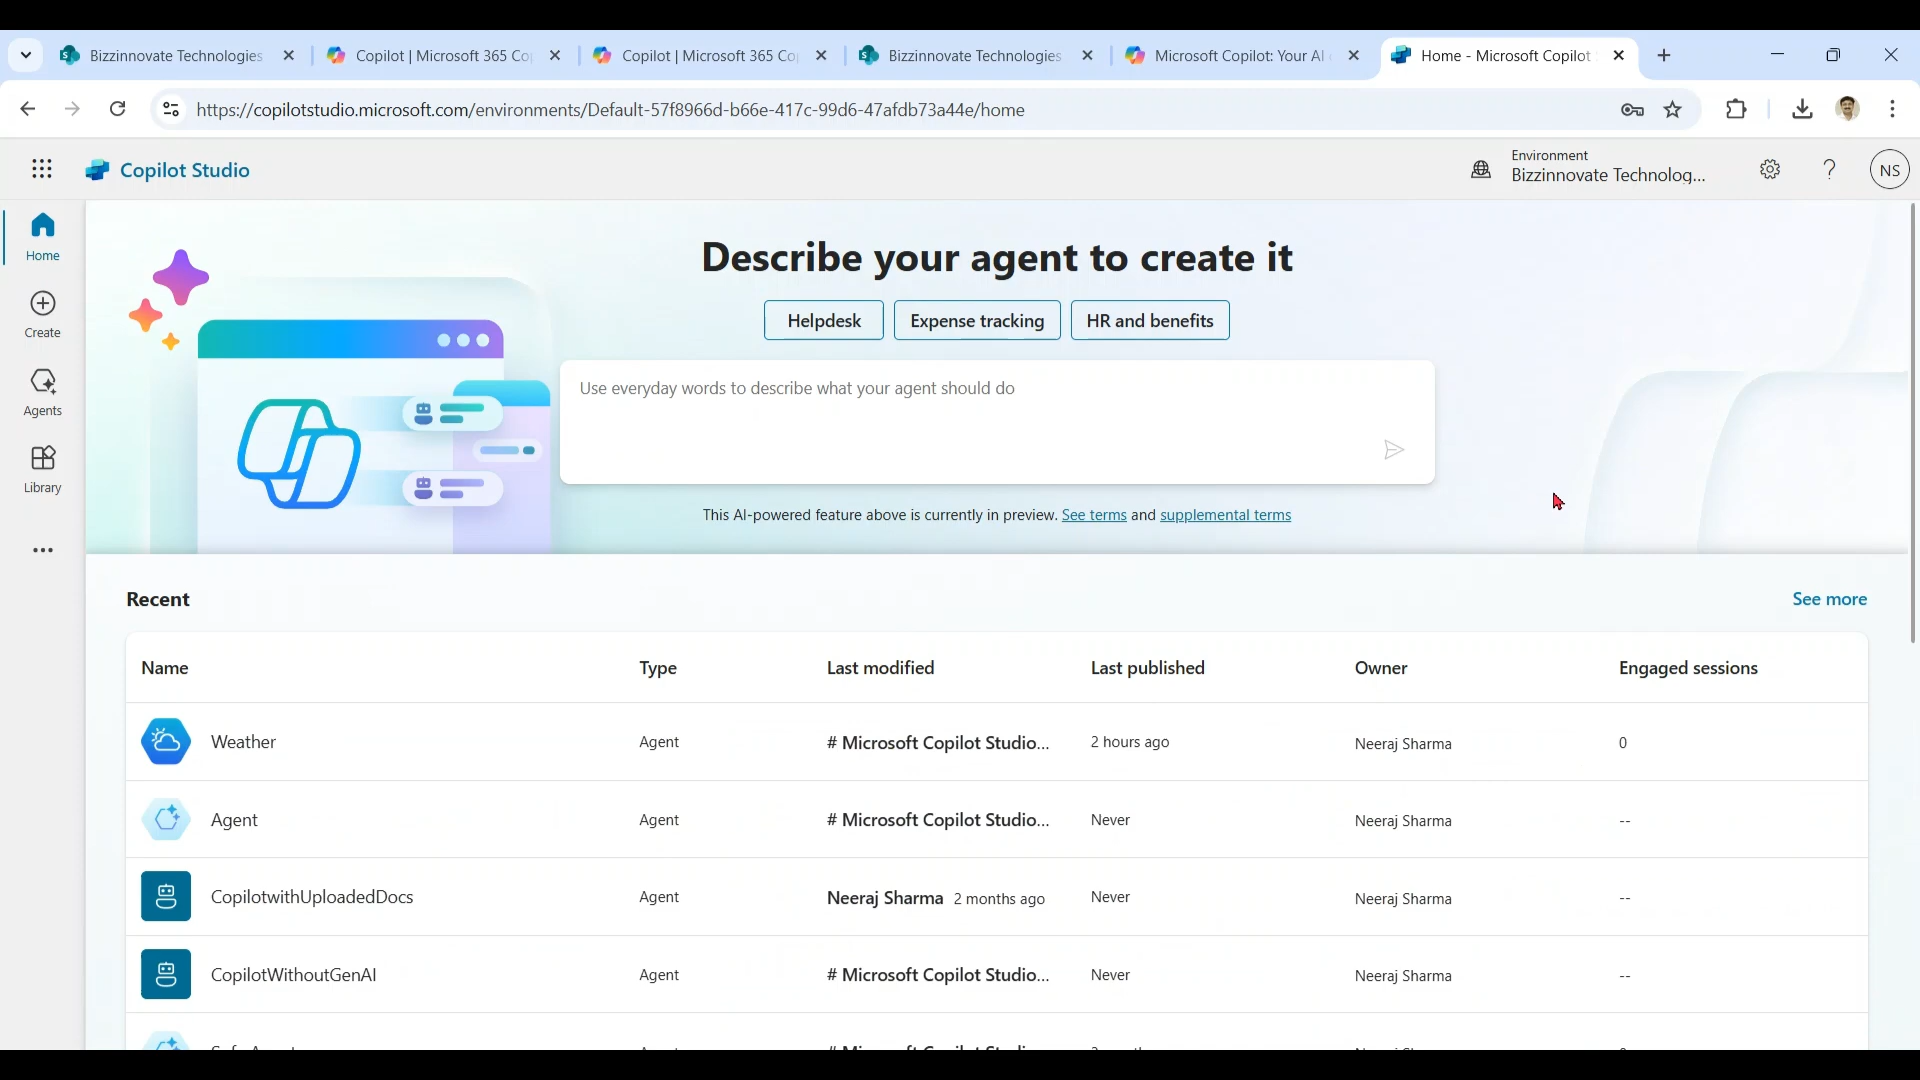 Bizzinnovate Technologies
Copilot | Microsoft 365 Co
Copilot | Microsoft 365 Co
Bizzinnovate Technologies
Microsoft Copilot: Your AI
Home - Microsoft Copilot
https://copilotstudio.microsoft.com/environments/Default-57f8966d-b66e-417c-99d6-47afdb73a44e/home
Copilot Studio
Environment
Bizzinnovate Technolog...
NS
Home
Create
Agents
Library
Describe your agent to create it
Helpdesk
Expense tracking
HR and benefits
Use everyday words to describe what your agent should do
This AI-powered feature above is currently in preview. See terms and supplemental terms
Recent
See more
Name Type Last modified Last published Owner Engaged sessions
Weather Agent # Microsoft Copilot Studio... 2 hours ago Neeraj Sharma 0
Agent Agent # Microsoft Copilot Studio... Never Neeraj Sharma --
CopilotwithUploadedDocs Agent Neeraj Sharma 2 months ago Never Neeraj Sharma --
CopilotWithoutGenAI Agent # Microsoft Copilot Studio... Never Neeraj Sharma --